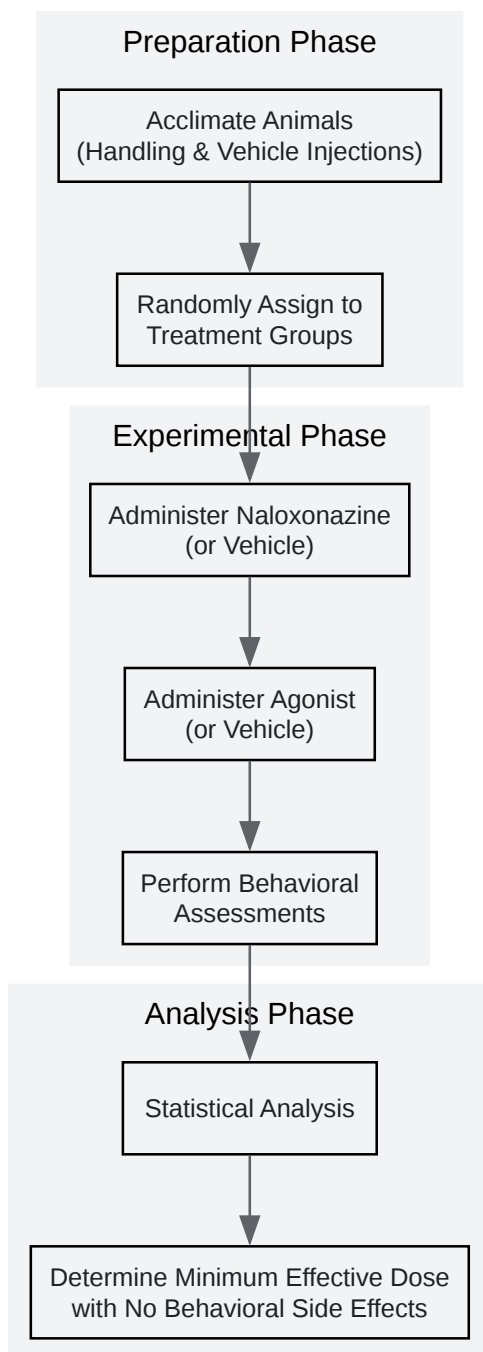 Preparation Phase
Acclimate Animals
(Handling & Vehicle Injections)
Randomly Assign to
Treatment Groups
Experimental Phase
Administer Naloxonazine
(or Vehicle)
Administer Agonist
(or Vehicle)
Perform Behavioral
Assessments
Analysis Phase
Statistical Analysis
Determine Minimum Effective Dose
with No Behavioral Side Effects